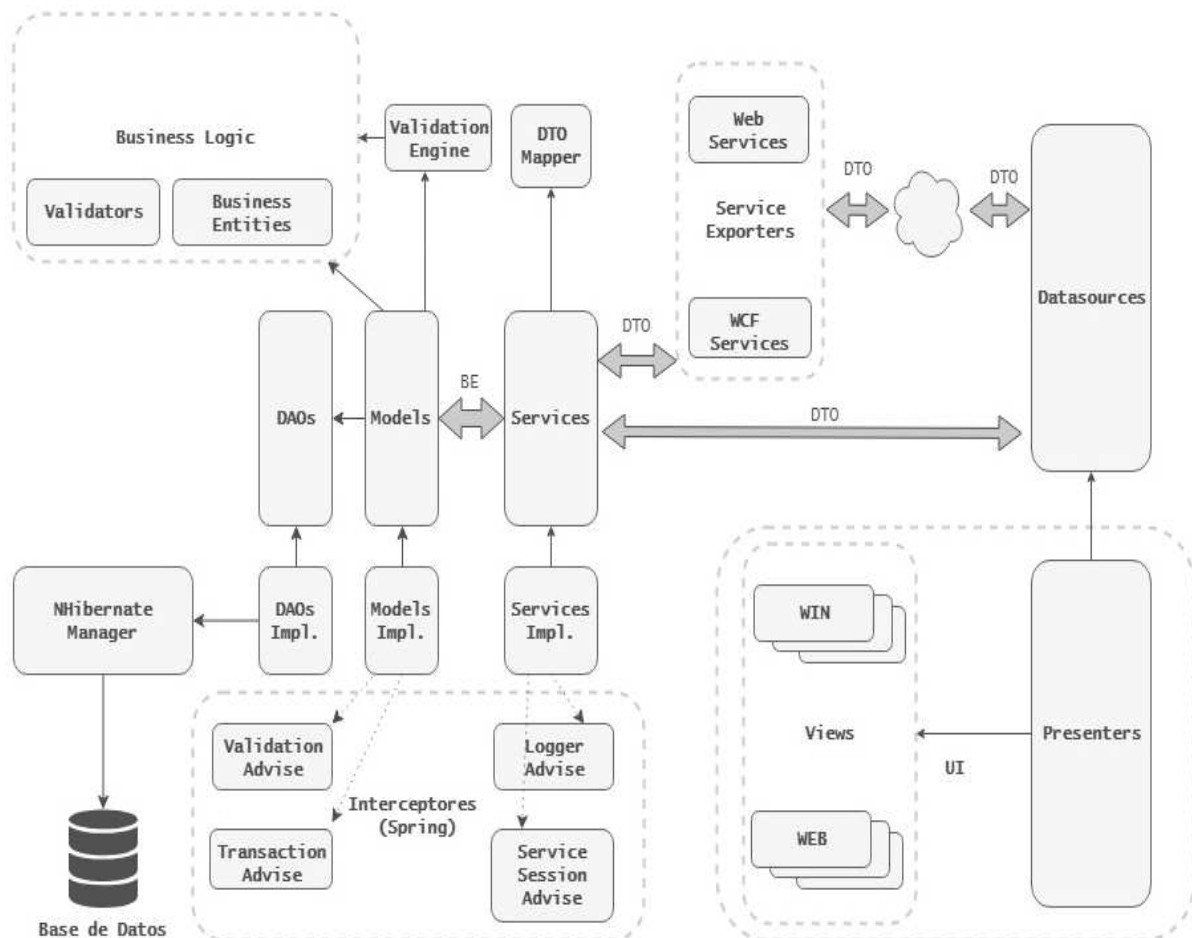 Business Logic
Validators
Business
Entities
Validation
Engine
DTO
Mapper
Web
Services
Service
Exporters
WCF
Services
DTO
DTO
Datasources
DAOs
Models
BE
Services
DTO
DTO
NHibernate
Manager
DAOs
Impl.
Models
Impl.
Services
Impl.
Validation
Advise
Transaction
Advise
Interceptores
(Spring)
Logger
Advise
Service
Session
Advise
Base de Datos
WIN
Views
WEB
UI
Presenters